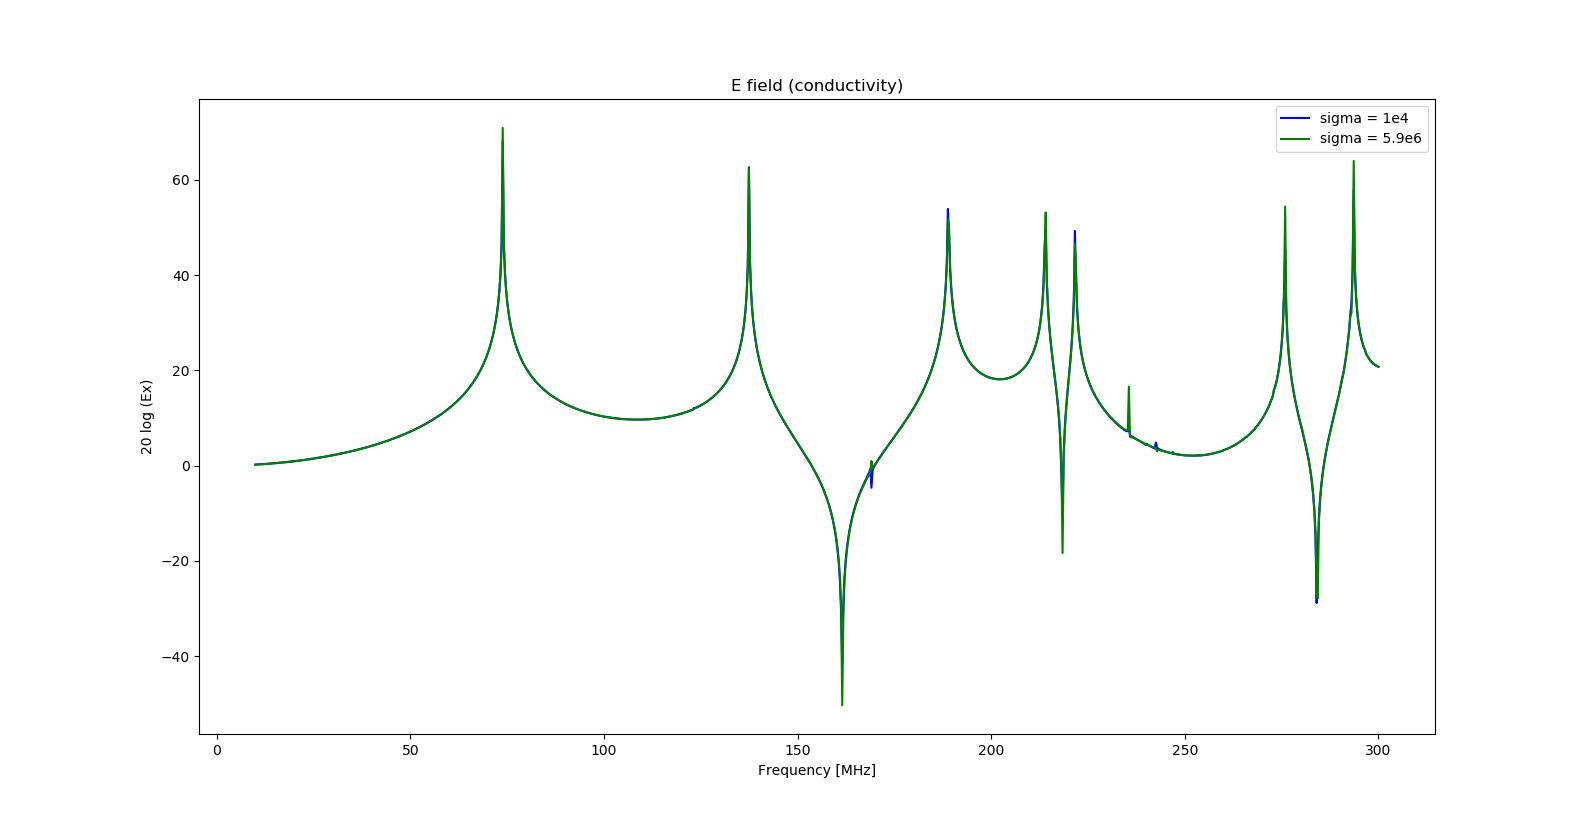 E field (conductivity)
sigma = 1e4
sigma = 5.9e6
60
40
20
0
−20
−40
20 log (Ex)
0
50
100
150
200
250
300
Frequency [MHz]